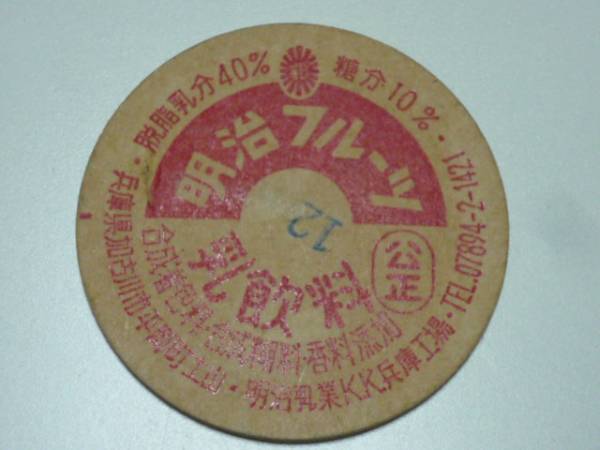 脱脂乳分40%
糖分10%
明治フルーツ
12
乳飲料
公正
合成着色料・合成糊料・香料添加
兵庫県加古川市平岡町土山・明治乳業KK兵庫工場・TEL.07894-2-1421